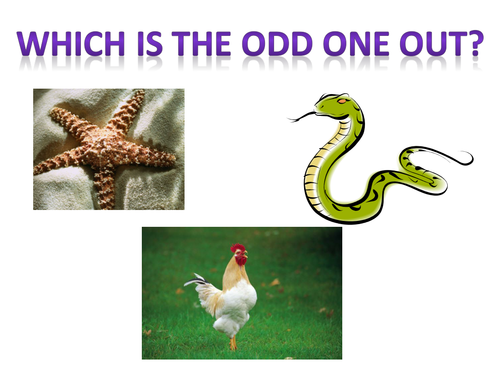 WHICH IS THE ODD ONE OUT?